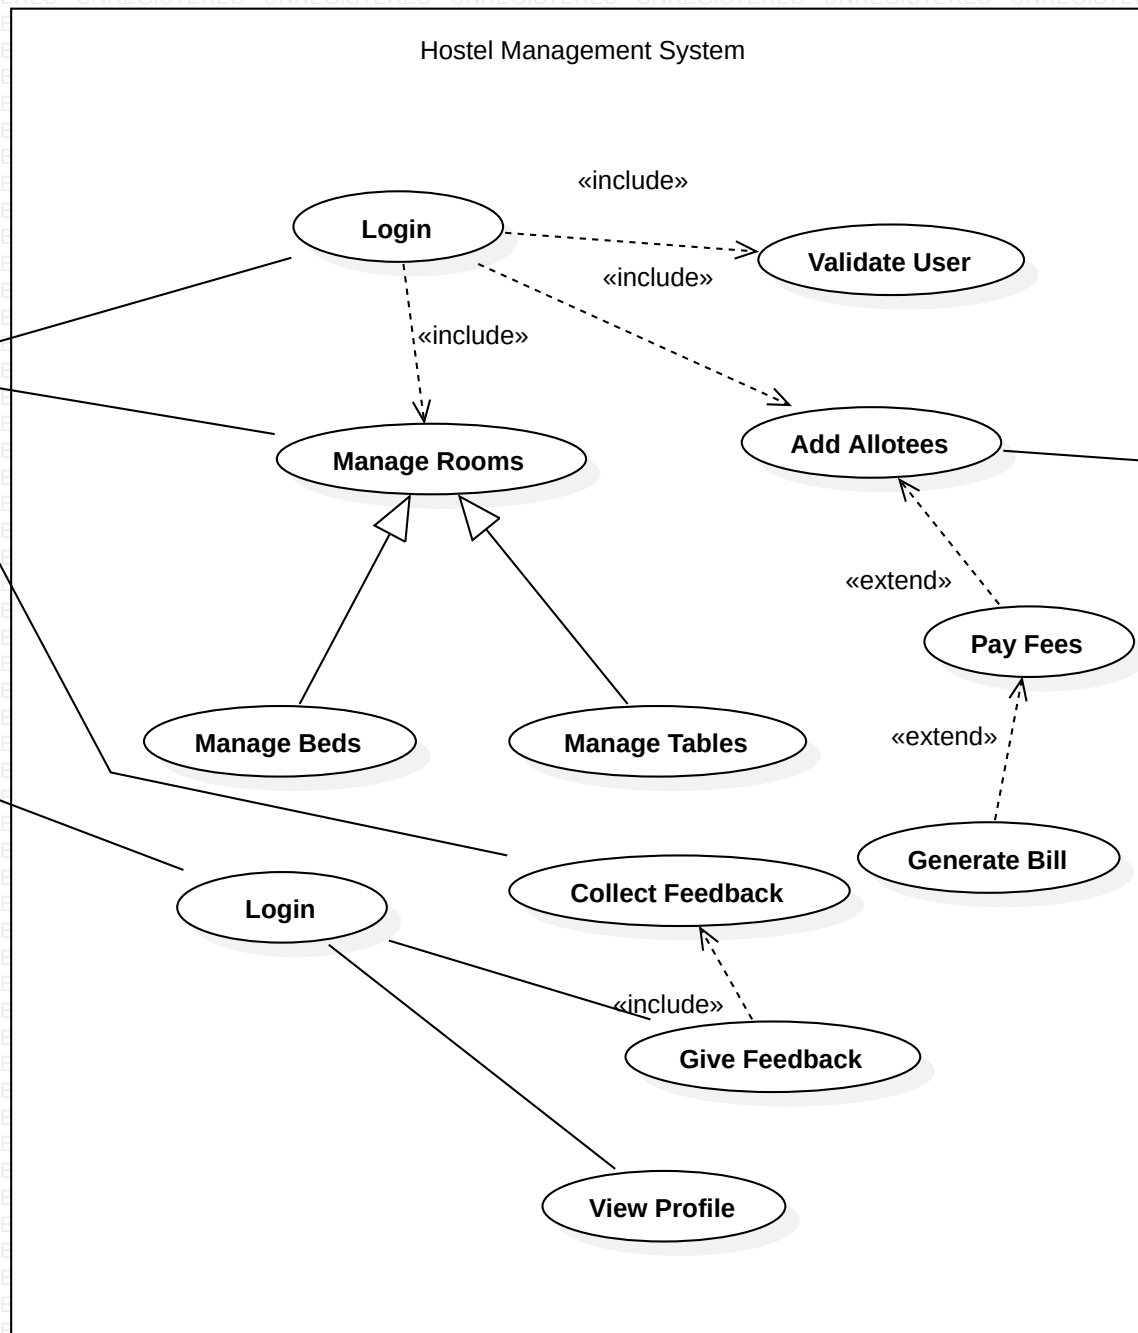 Hostel Management System
«include»
Login
Validate User
«include»
«include»
Add Allotees
Manage Rooms
«extend»
Pay Fees
«extend»
Manage Beds
Manage Tables
Generate Bill
Collect Feedback
Login
«include»
Give Feedback
View Profile